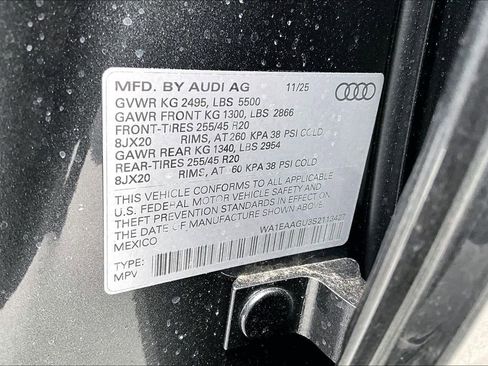 MFD. BY AUDI AG 11/25
GVWR KG 2495, LBS 5500
GAWR FRONT KG 1300, LBS 2866
FRONT-TIRES 255/45 R20
8JX20 RIMS, AT 260 KPA 38 PSI COLD
GAWR REAR KG 1340, LBS 2954
REAR-TIRES 255/45 R20
8JX20 RIMS, AT 60 KPA 38 PSI COLD
THIS VEHICLE CONFORMS TO ALL APPLICABLE
U.S. FEDERAL MOTOR VEHICLE SAFETY AND
THEFT PREVENTION STANDARDS IN EFFECT ON
THE DATE OF MANUFACTURE SHOWN ABOVE.
MEXICO
WA1EAAGU3S2113427
TYPE:
MPV